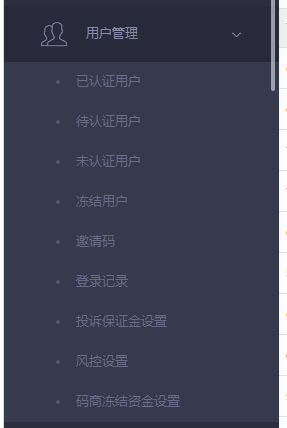 用户管理
已认证用户
待认证用户
未认证用户
冻结用户
邀请码
登录记录
投诉保证金设置
风控设置
码商冻结资金设置